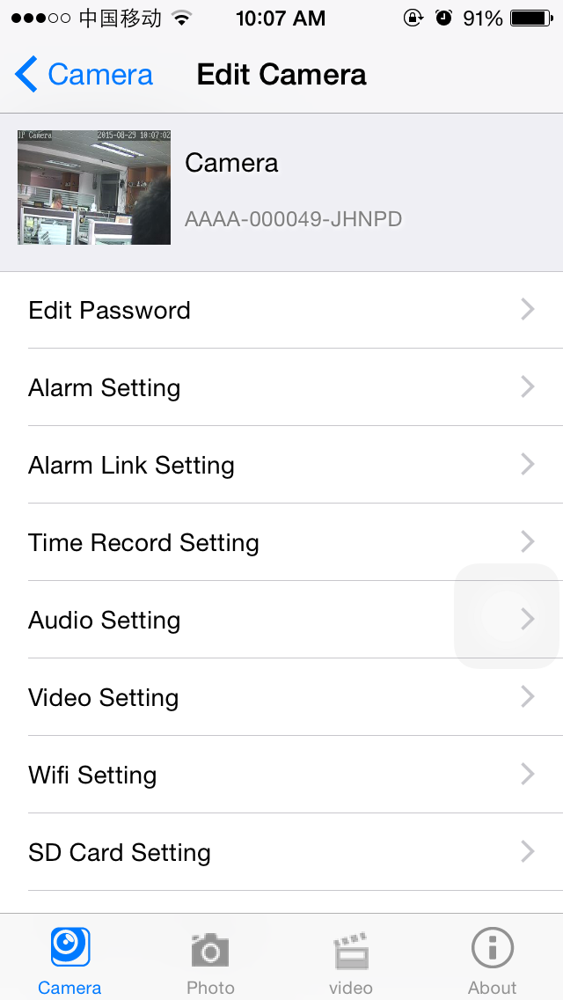 中国移动 10:07 AM 91%
Camera Edit Camera
IP Camera 2015-08-29 10:07:02
Camera
AAAA-000049-JHNPD
Edit Password
Alarm Setting
Alarm Link Setting
Time Record Setting
Audio Setting
Video Setting
Wifi Setting
SD Card Setting
Camera Photo video About